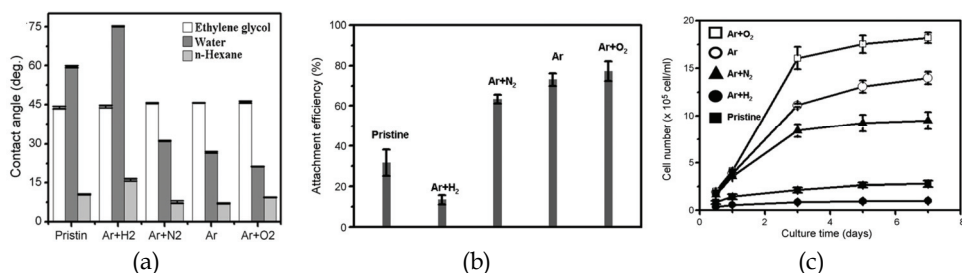 Contact angle (deg.)
75
60
45
30
15
0
Ethylene glycol
Water
n-Hexane
Pristin Ar+H2 Ar+N2 Ar Ar+O2
(a)
Attachment efficiency (%)
100
80
60
40
20
0
Pristine
Ar+H₂
Ar+N₂
Ar
Ar+O₂
(b)
Cell number (x 10⁵ cell/ml)
20
15
10
5
0
Ar+O₂
Ar
Ar+N₂
Ar+H₂
Pristine
0 2 4 6 8
Culture time (days)
(c)